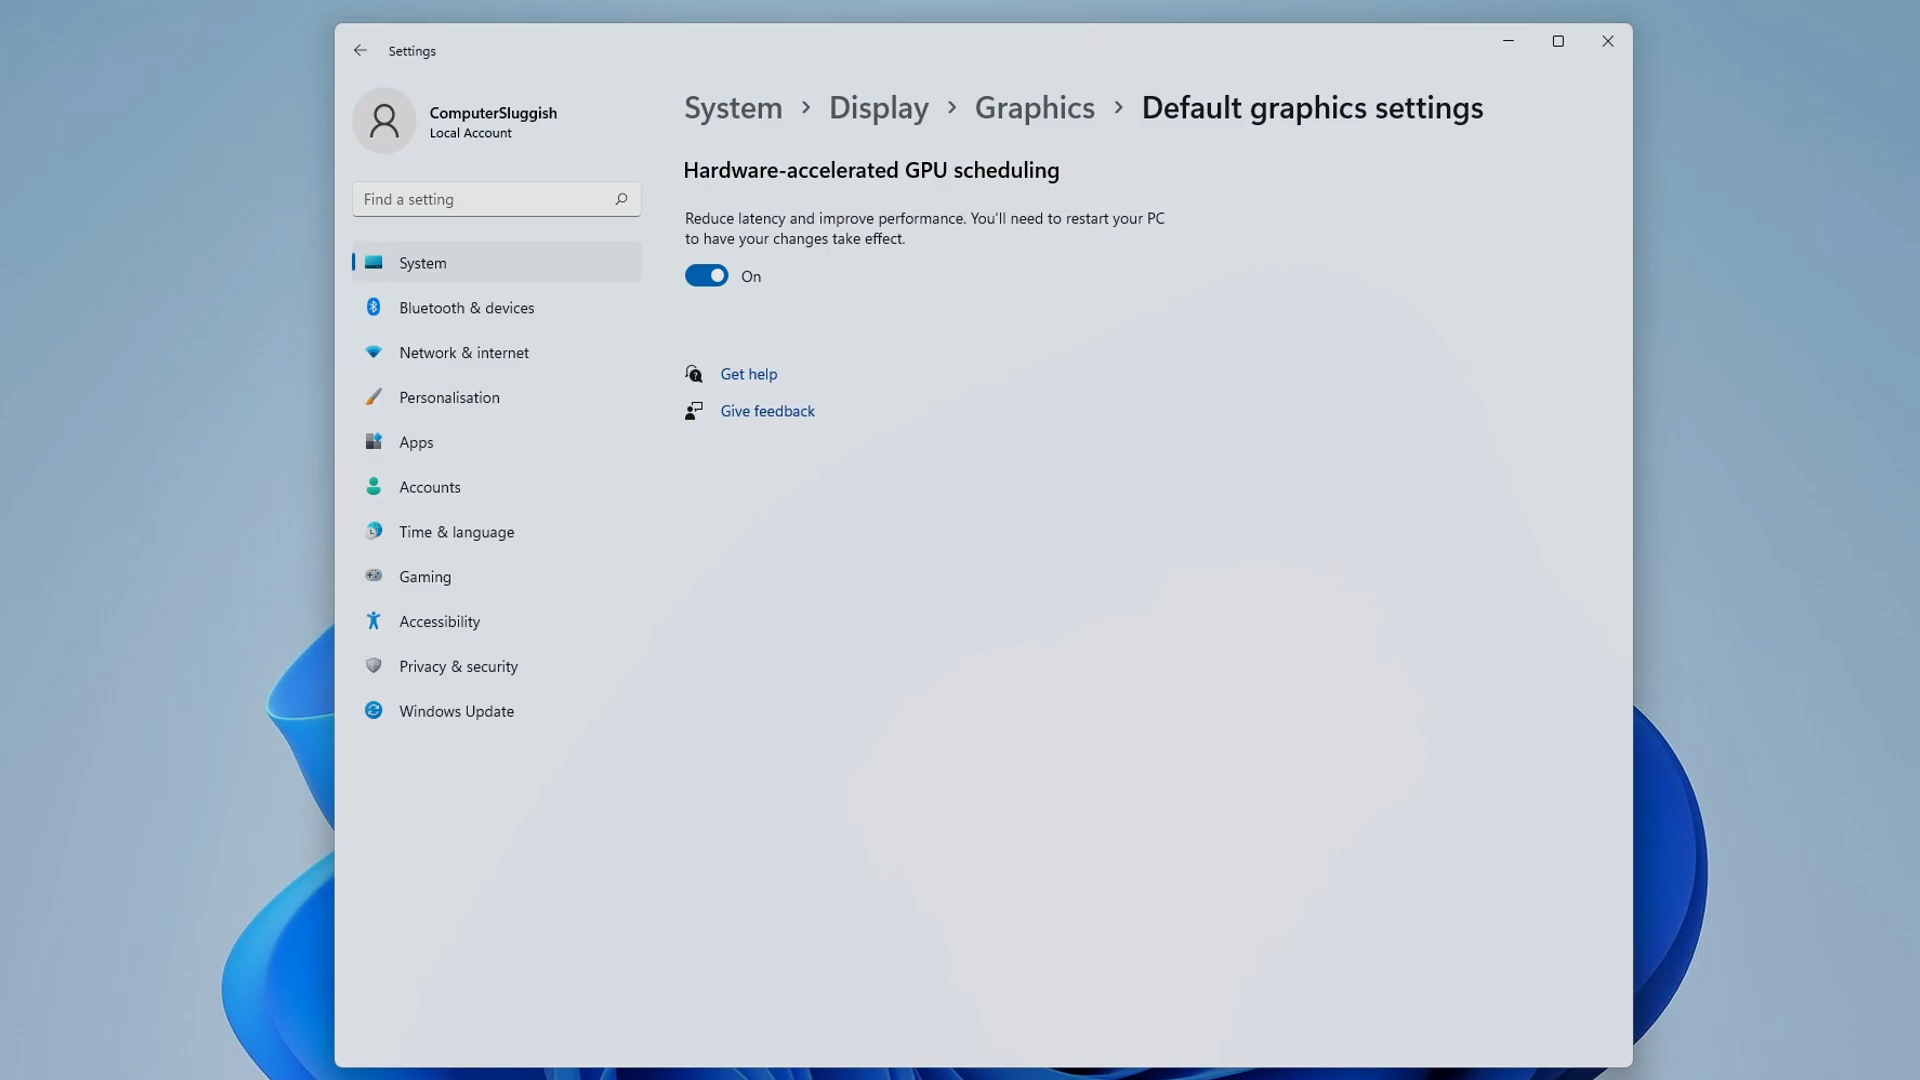 Settings
ComputerSluggish
Local Account
Find a setting
System
Bluetooth & devices
Network & internet
Personalisation
Apps
Accounts
Time & language
Gaming
Accessibility
Privacy & security
Windows Update
System > Display > Graphics > Default graphics settings
Hardware-accelerated GPU scheduling
Reduce latency and improve performance. You'll need to restart your PC
to have your changes take effect.
On
Get help
Give feedback